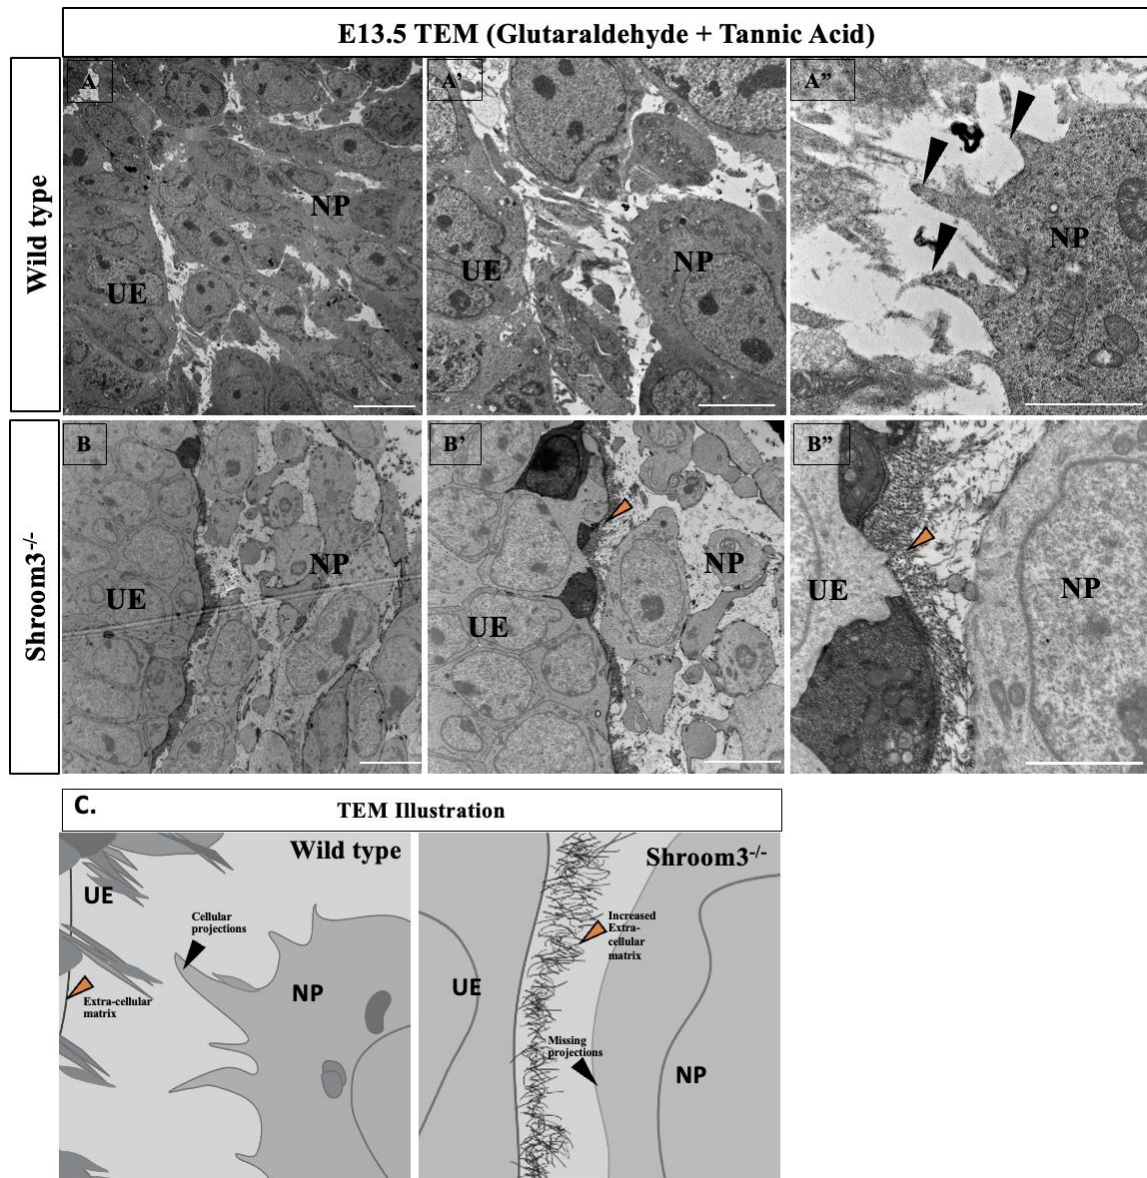 E13.5 TEM (Glutaraldehyde + Tannic Acid)
Wild type
A
UE
NP
A'
UE
NP
A''
NP
Shroom3-/-
B
UE
NP
B'
UE
NP
B''
UE
NP
C.
TEM Illustration
Wild type
UE
Cellular
projections
NP
Extra-cellular
matrix
Shroom3-/-
Increased
Extra-
cellular
matrix
UE
Missing
projections
NP